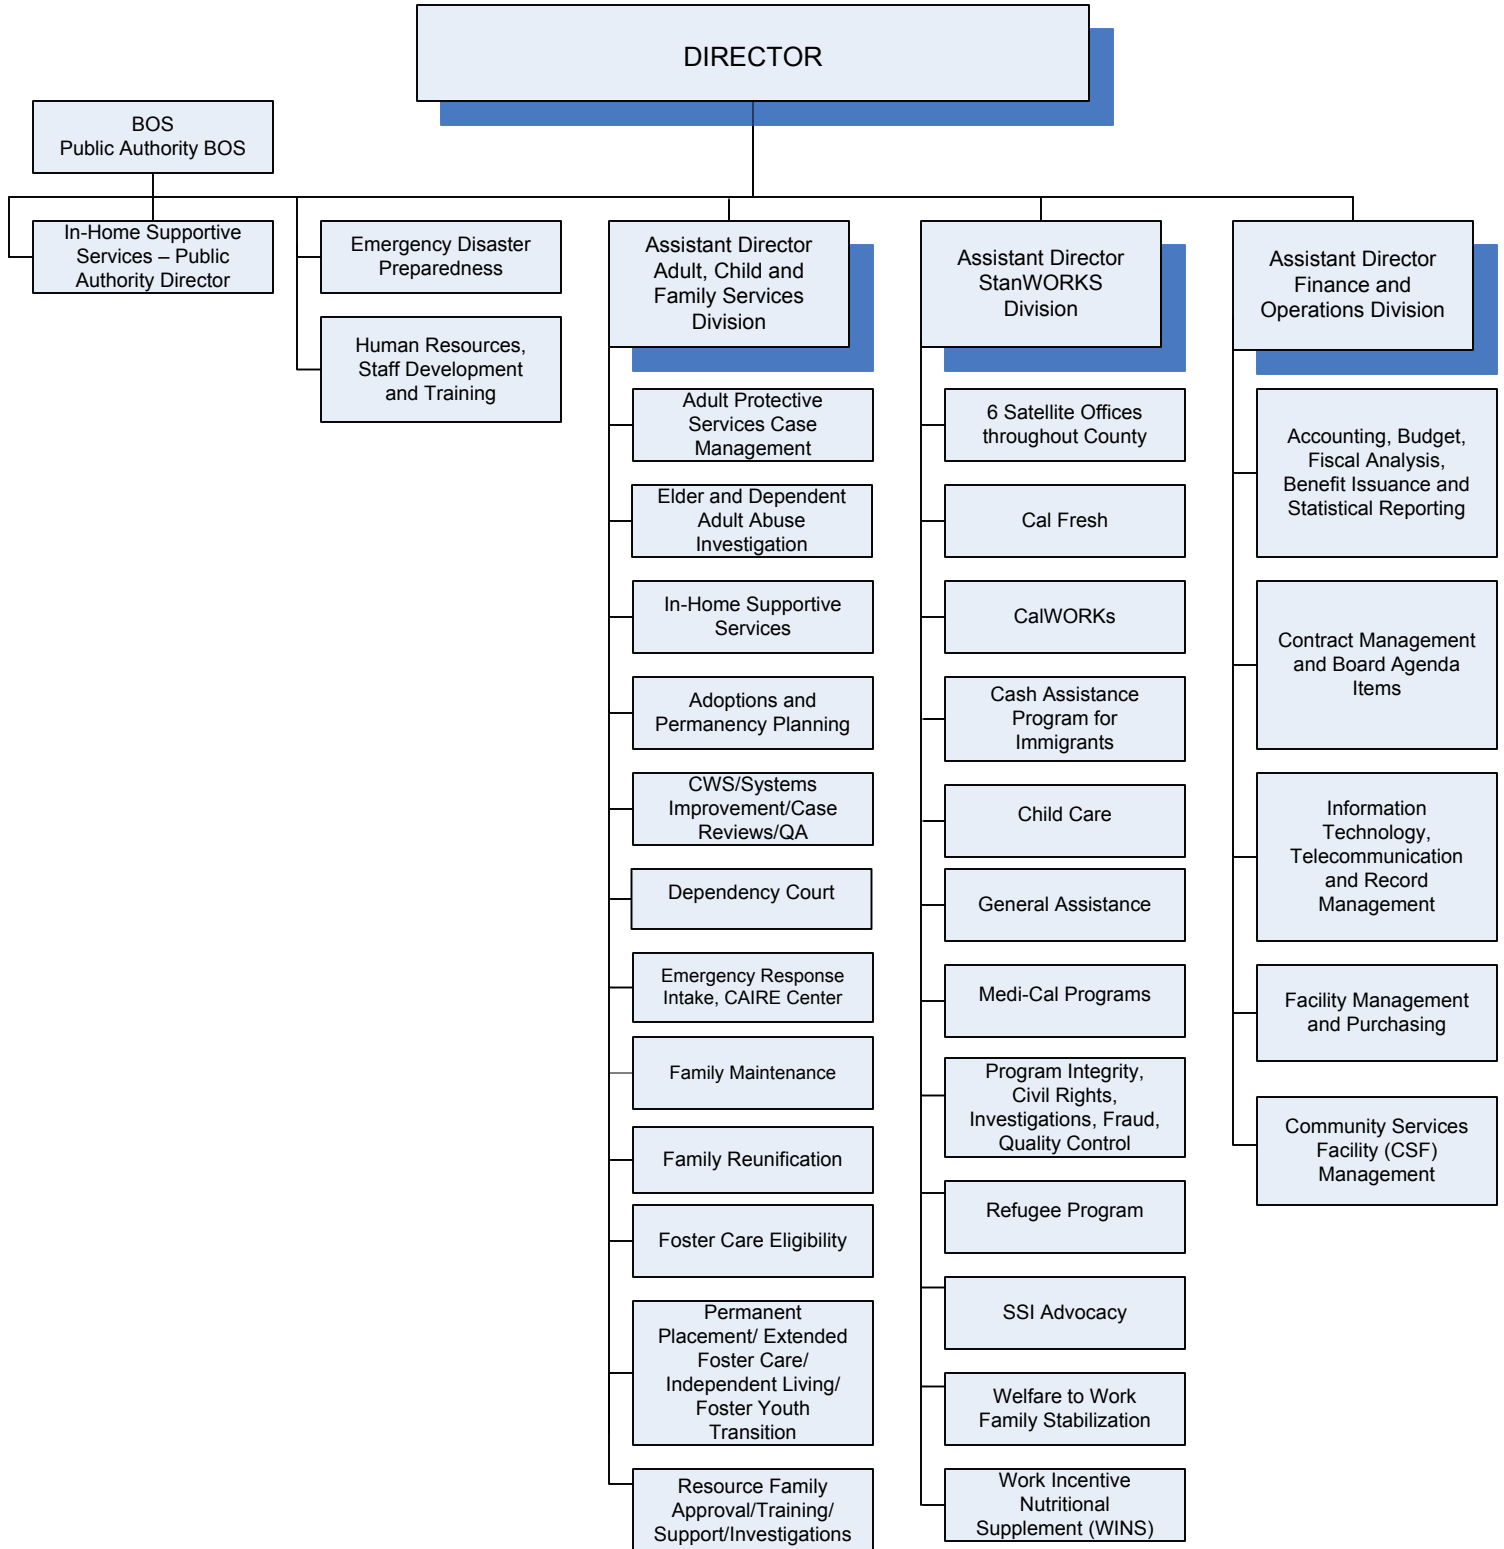 DIRECTOR
BOS
Public Authority BOS
In-Home Supportive
Services – Public
Authority Director
Emergency Disaster
Preparedness
Human Resources,
Staff Development
and Training
Assistant Director
Adult, Child and
Family Services
Division
Adult Protective
Services Case
Management
Elder and Dependent
Adult Abuse
Investigation
In-Home Supportive
Services
Adoptions and
Permanency Planning
CWS/Systems
Improvement/Case
Reviews/QA
Dependency Court
Emergency Response
Intake, CAIRE Center
Family Maintenance
Family Reunification
Foster Care Eligibility
Permanent
Placement/ Extended
Foster Care/
Independent Living/
Foster Youth
Transition
Resource Family
Approval/Training/
Support/Investigations
Assistant Director
StanWORKS
Division
6 Satellite Offices
throughout County
Cal Fresh
CalWORKs
Cash Assistance
Program for
Immigrants
Child Care
General Assistance
Medi-Cal Programs
Program Integrity,
Civil Rights,
Investigations, Fraud,
Quality Control
Refugee Program
SSI Advocacy
Welfare to Work
Family Stabilization
Work Incentive
Nutritional
Supplement (WINS)
Assistant Director
Finance and
Operations Division
Accounting, Budget,
Fiscal Analysis,
Benefit Issuance and
Statistical Reporting
Contract Management
and Board Agenda
Items
Information
Technology,
Telecommunication
and Record
Management
Facility Management
and Purchasing
Community Services
Facility (CSF)
Management